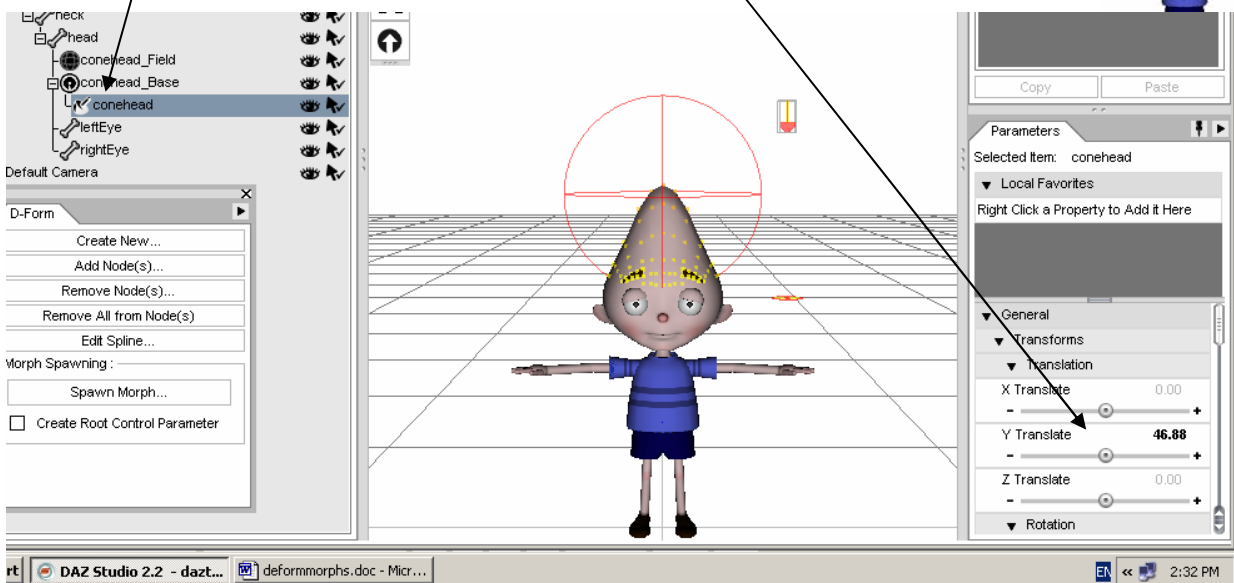 neck
head
conehead_Field
conehead_Base
conehead
leftEye
rightEye
Default Camera
D-Form
Create New...
Add Node(s)...
Remove Node(s)...
Remove All from Node(s)
Edit Spline...
Morph Spawning :
Spawn Morph...
Create Root Control Parameter
Copy Paste
Parameters
Selected Item: conehead
Local Favorites
Right Click a Property to Add it Here
General
Transforms
Translation
X Translate 0.00
- +
Y Translate 46.88
- +
Z Translate 0.00
- +
Rotation
rt DAZ Studio 2.2 - dazt... deformmorphs.doc - Micr... EN « 2:32 PM